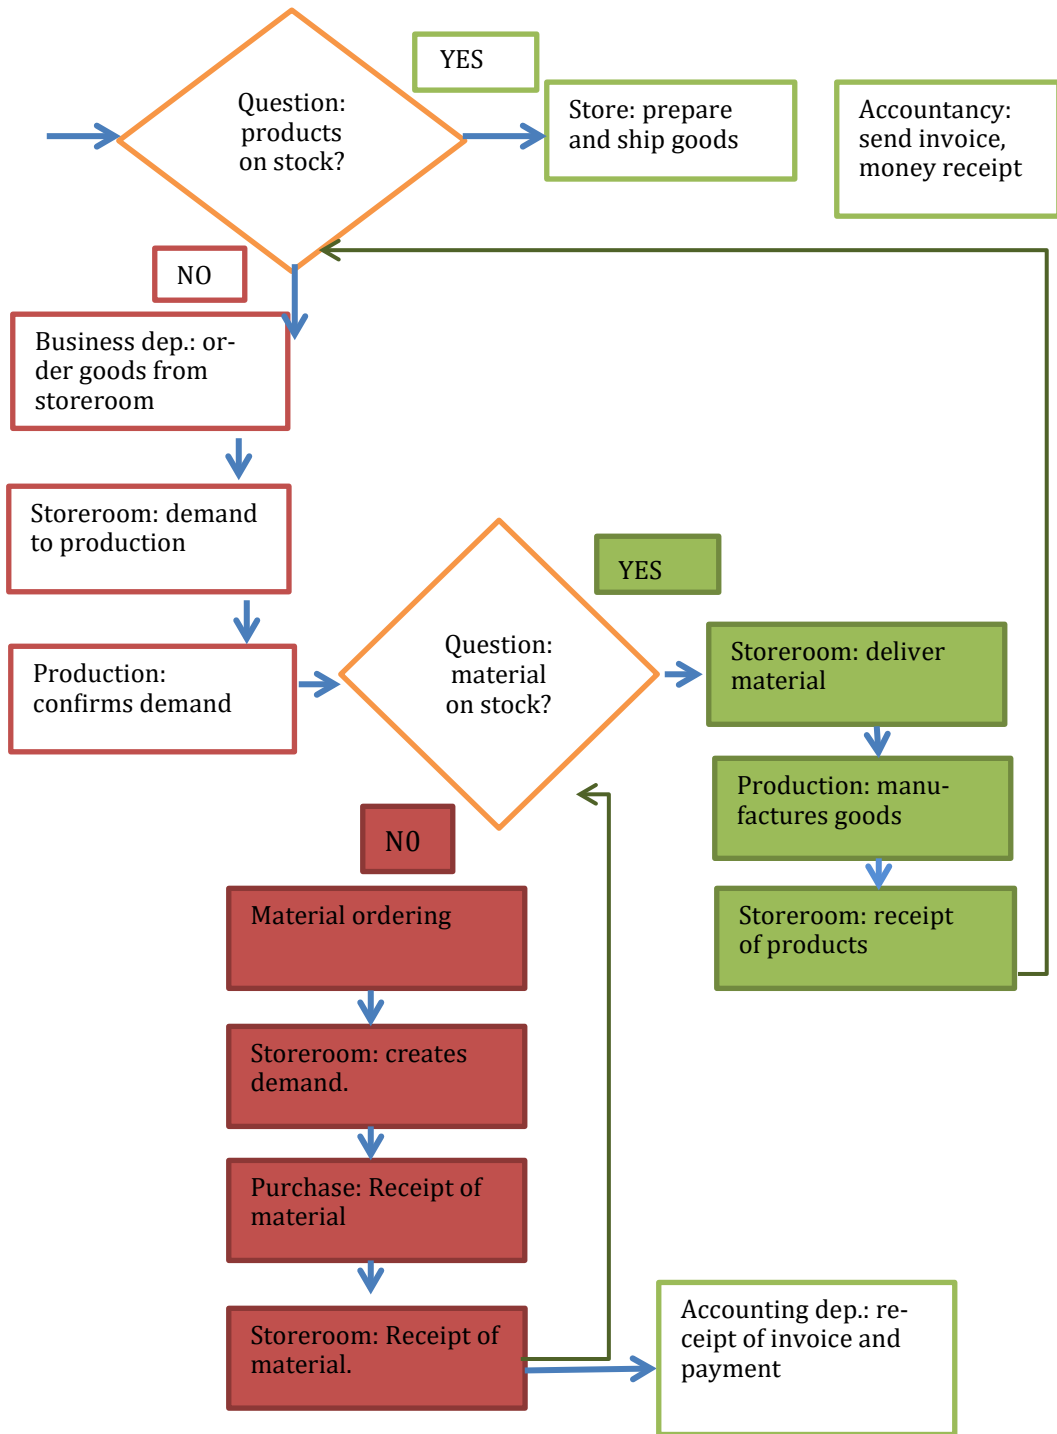 YES
Question:
products
on stock?
Store: prepare
and ship goods
Accountancy:
send invoice,
money receipt
NO
Business dep.: or-
der goods from
storeroom
Storeroom: demand
to production
Production:
confirms demand
Question:
material
on stock?
YES
Storeroom: deliver
material
Production: manu-
factures goods
Storeroom: receipt
of products
N0
Material ordering
Storeroom: creates
demand.
Purchase: Receipt of
material
Storeroom: Receipt of
material.
Accounting dep.: re-
ceipt of invoice and
payment